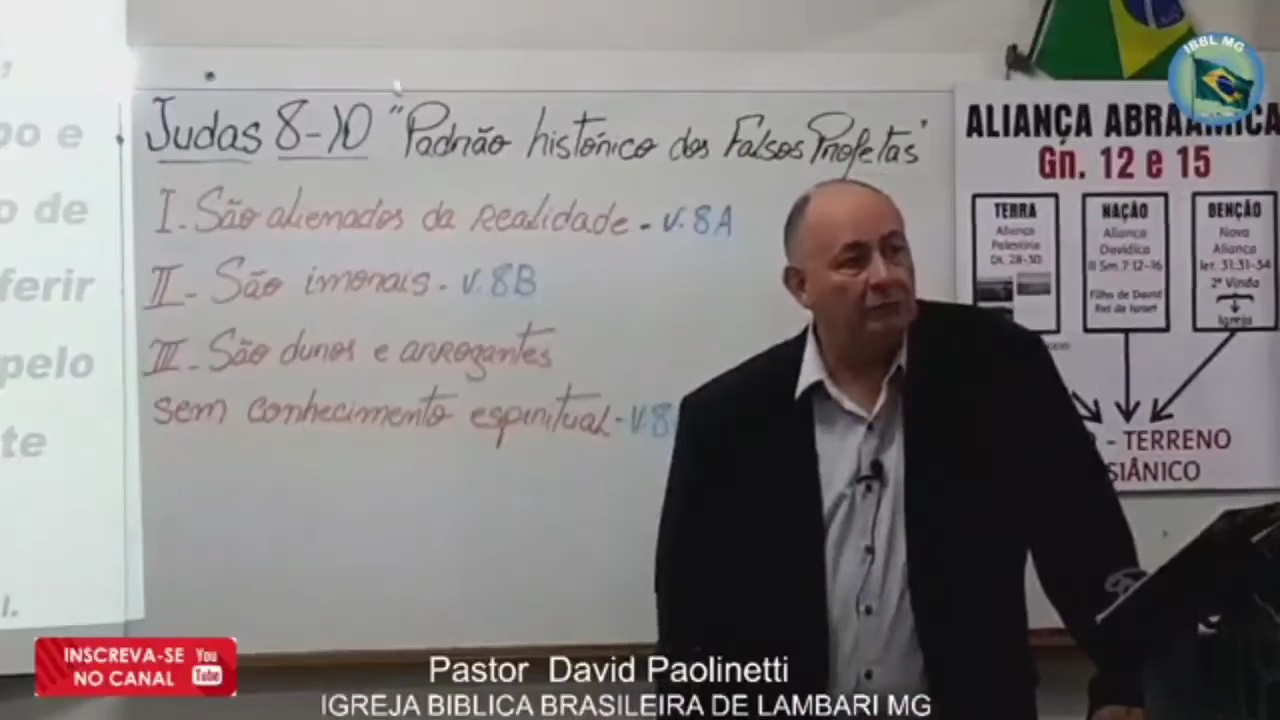 po e
o de
ferir
pelo
te
l.
Judas 8-10 "Padrão histórico dos Falsos Profetas"
I. São alienados da Realidade - v. 8A
II - São imorais - v. 8B
III - São duros e arrogantes
sem conhecimento espiritual - v. 8
IBBL MG
ALIANÇA ABRAÂMICA
Gn. 12 e 15
TERRA
Aliança
Palestina
Dt. 28-30
NAÇÃO
Aliança
Davídica
II Sm. 7:12-16
Filho de David
Rei de Israel
BENÇÃO
Nova
Aliança
Jer. 31:31-34
2ª Vinda
Igreja
- TERRENO
SIÂNICO
INSCREVA-SE
NO CANAL
You
Tube
Pastor David Paolinetti
IGREJA BIBLICA BRASILEIRA DE LAMBARI MG